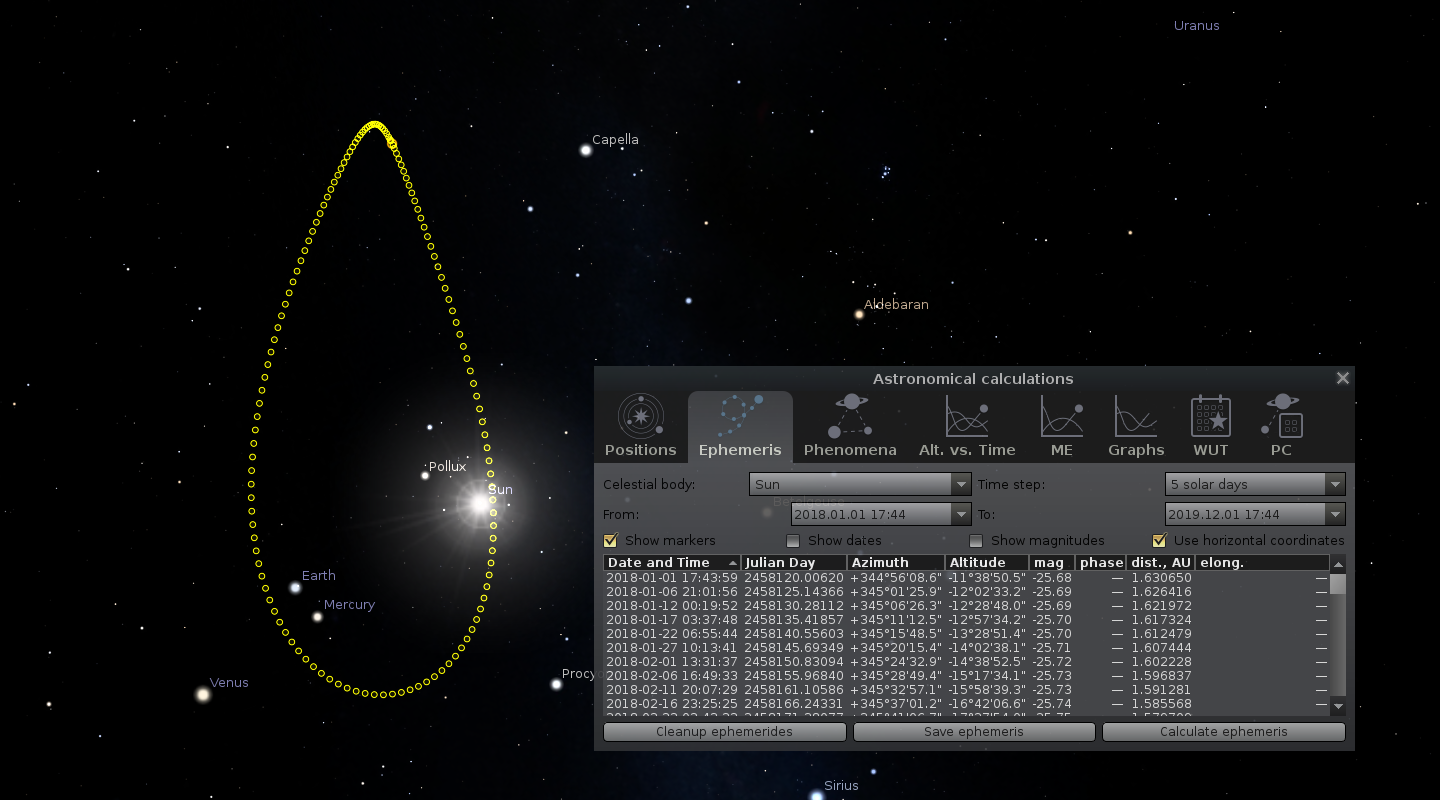 Uranus
Capella
Aldebaran
Pollux
Sun
Earth
Mercury
Venus
Procy
Sirius
Astronomical calculations
Positions Ephemeris Phenomena Alt. vs. Time ME Graphs WUT PC
Celestial body: Sun Time step: 5 solar days
Betelgeuse
From: 2018.01.01 17:44 To: 2019.12.01 17:44
Show markers Show dates Show magnitudes Use horizontal coordinates
Date and Time Julian Day Azimuth Altitude mag phase dist., AU elong.
2018-01-01 17:43:59 2458120.00620 +344°56'08.6" -11°38'50.5" -25.68 — 1.630650 —
2018-01-06 21:01:56 2458125.14366 +345°01'25.9" -12°02'33.2" -25.69 — 1.626416 —
2018-01-12 00:19:52 2458130.28112 +345°06'26.3" -12°28'48.0" -25.69 — 1.621972 —
2018-01-17 03:37:48 2458135.41857 +345°11'12.5" -12°57'34.2" -25.70 — 1.617324 —
2018-01-22 06:55:44 2458140.55603 +345°15'48.5" -13°28'51.4" -25.70 — 1.612479 —
2018-01-27 10:13:41 2458145.69349 +345°20'15.4" -14°02'38.1" -25.71 — 1.607444 —
2018-02-01 13:31:37 2458150.83094 +345°24'32.9" -14°38'52.5" -25.72 — 1.602228 —
2018-02-06 16:49:33 2458155.96840 +345°28'49.4" -15°17'34.1" -25.73 — 1.596837 —
2018-02-11 20:07:29 2458161.10586 +345°32'57.1" -15°58'39.3" -25.73 — 1.591281 —
2018-02-16 23:25:25 2458166.24331 +345°37'01.2" -16°42'06.6" -25.74 — 1.585568 —
Cleanup ephemerides Save ephemeris Calculate ephemeris